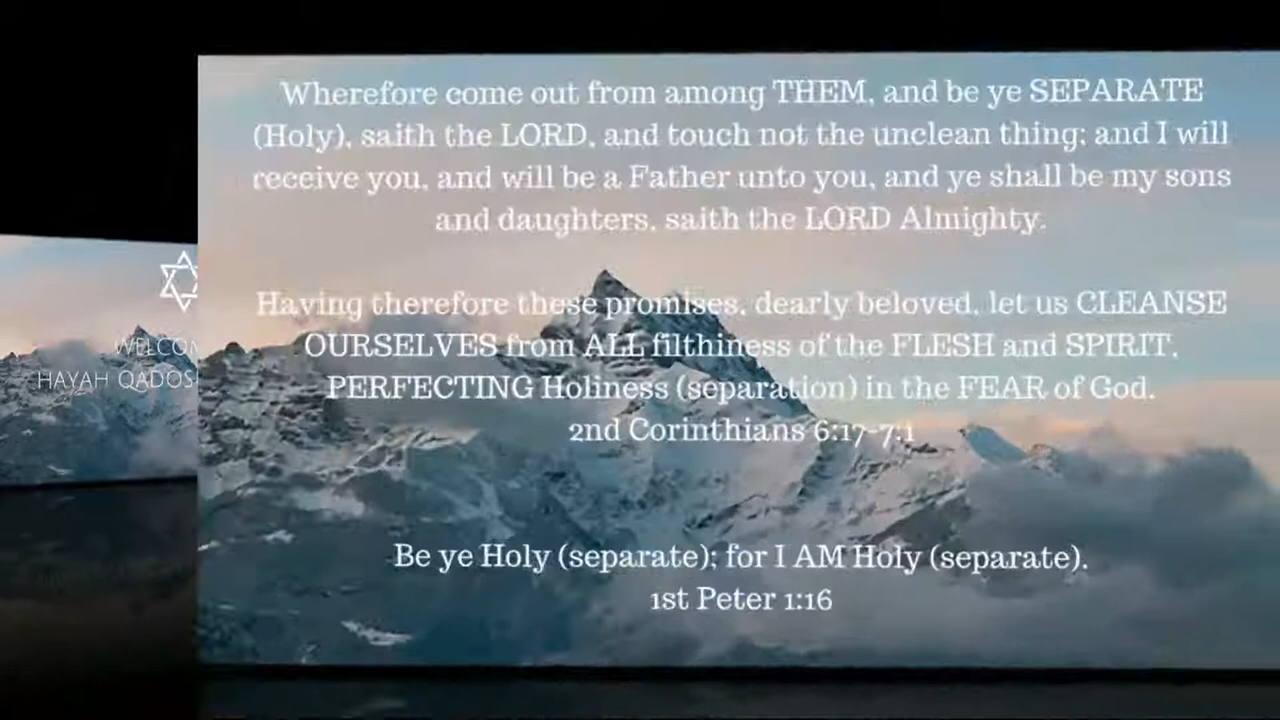 Wherefore come out from among THEM, and be ye SEPARATE
(Holy), saith the LORD, and touch not the unclean thing; and I will
receive you, and will be a Father unto you, and ye shall be my sons
and daughters, saith the LORD Almighty.
Having therefore these promises, dearly beloved, let us CLEANSE
OURSELVES from ALL filthiness of the FLESH and SPIRIT,
PERFECTING Holiness (separation) in the FEAR of God.
2nd Corinthians 6:17-7:1
Be ye Holy (separate); for I AM Holy (separate).
1st Peter 1:16
WELCOM
HAYAH QADOS